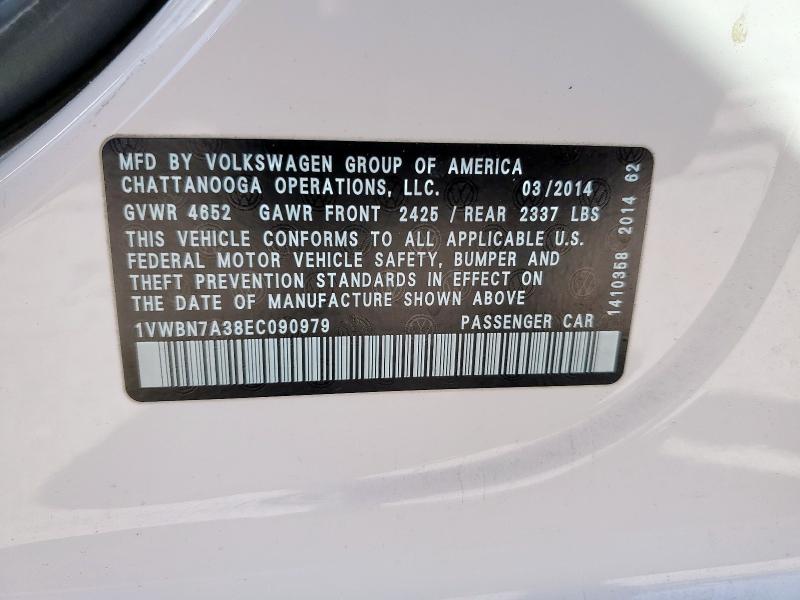 MFD BY VOLKSWAGEN GROUP OF AMERICA
CHATTANOOGA OPERATIONS, LLC. 03/2014
GVWR 4652 GAWR FRONT 2425 / REAR 2337 LBS
THIS VEHICLE CONFORMS TO ALL APPLICABLE U.S.
FEDERAL MOTOR VEHICLE SAFETY, BUMPER AND
THEFT PREVENTION STANDARDS IN EFFECT ON
THE DATE OF MANUFACTURE SHOWN ABOVE
1VWBN7A38EC090979 PASSENGER CAR
1410358 2014 62